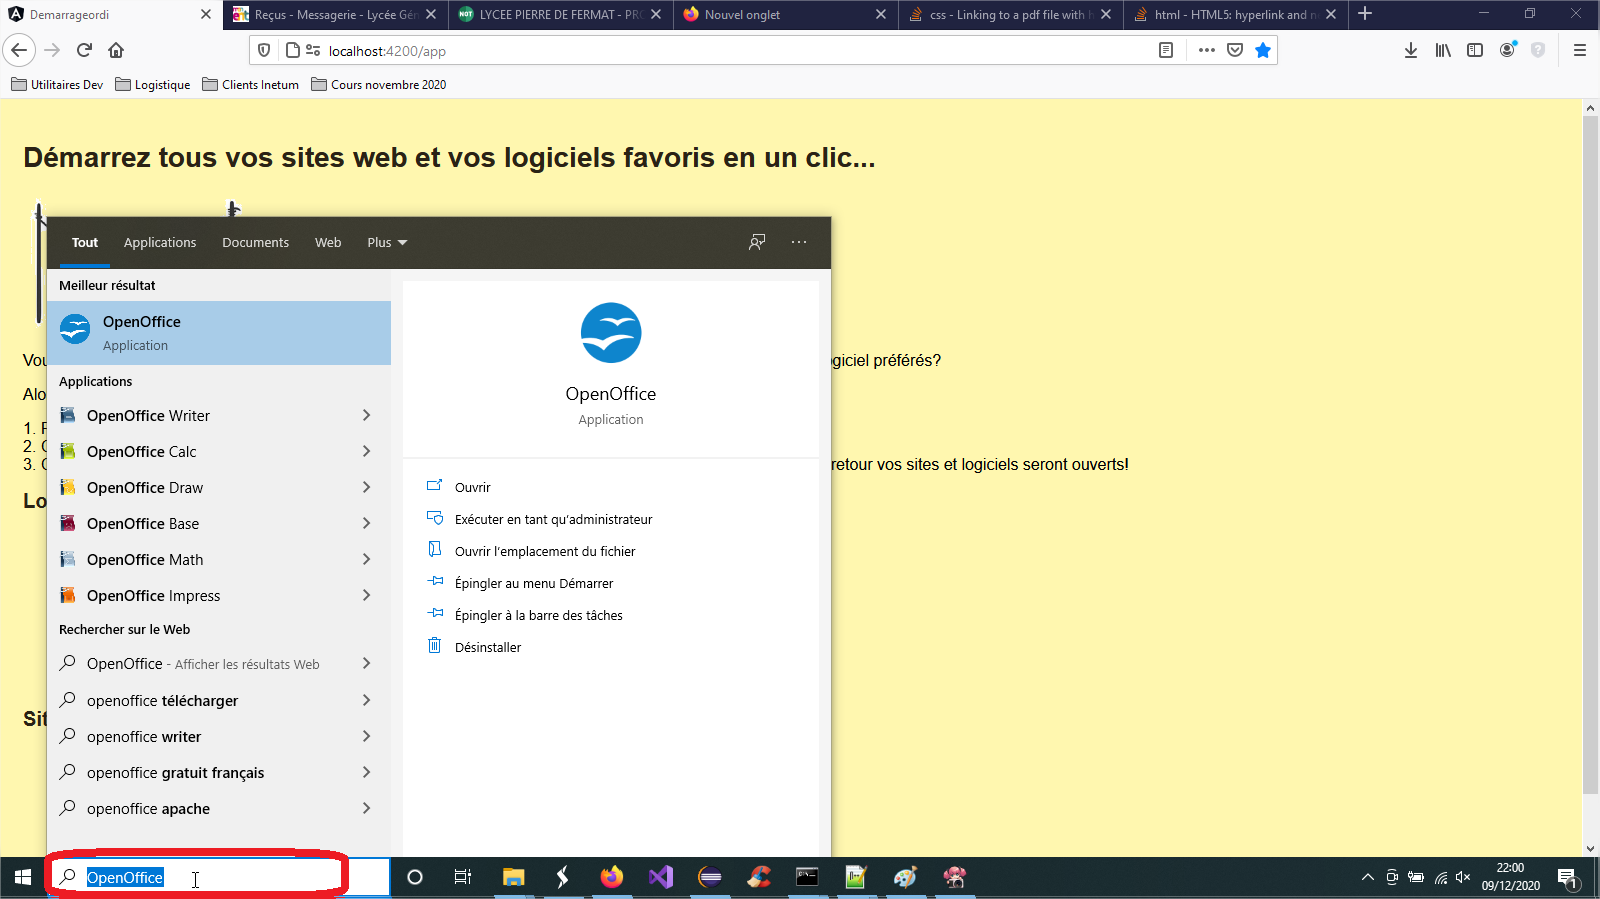 Demarrageordi
Reçus - Messagerie - Lycée Gén
LYCEE PIERRE DE FERMAT - PRO
Nouvel onglet
css - Linking to a pdf file with h
html - HTML5: hyperlink and ne
localhost:4200/app
Utilitaires Dev
Logistique
Clients Inetum
Cours novembre 2020
Démarrez tous vos sites web et vos logiciels favoris en un clic...
Tout
Applications
Documents
Web
Plus
Meilleur résultat
OpenOffice
Application
Applications
OpenOffice Writer
OpenOffice Calc
OpenOffice Draw
OpenOffice Base
OpenOffice Math
OpenOffice Impress
Rechercher sur le Web
OpenOffice - Afficher les résultats Web
openoffice télécharger
openoffice writer
openoffice gratuit français
openoffice apache
OpenOffice
Application
Ouvrir
Exécuter en tant qu'administrateur
Ouvrir l'emplacement du fichier
Épingler au menu Démarrer
Épingler à la barre des tâches
Désinstaller
Vou
giciel préférés?
Alo
1.
2.
3.
retour vos sites et logiciels seront ouverts!
Lo
Sit
OpenOffice
22:00
09/12/2020
1